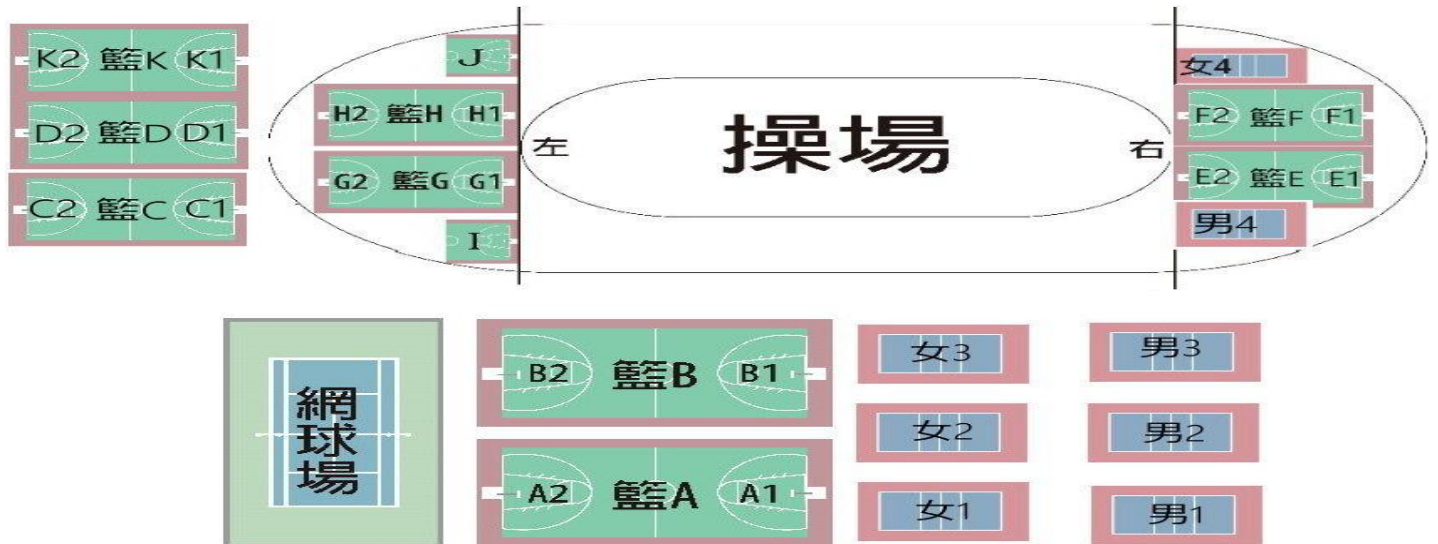 K2 籃K K1
D2 籃D D1
C2 籃C C1
J
H2 籃H H1
G2 籃G G1
I
左
操場
右
女4
F2 籃F F1
E2 籃E E1
男4
網球場
B2 籃B B1
A2 籃A A1
女3
女2
女1
男3
男2
男1